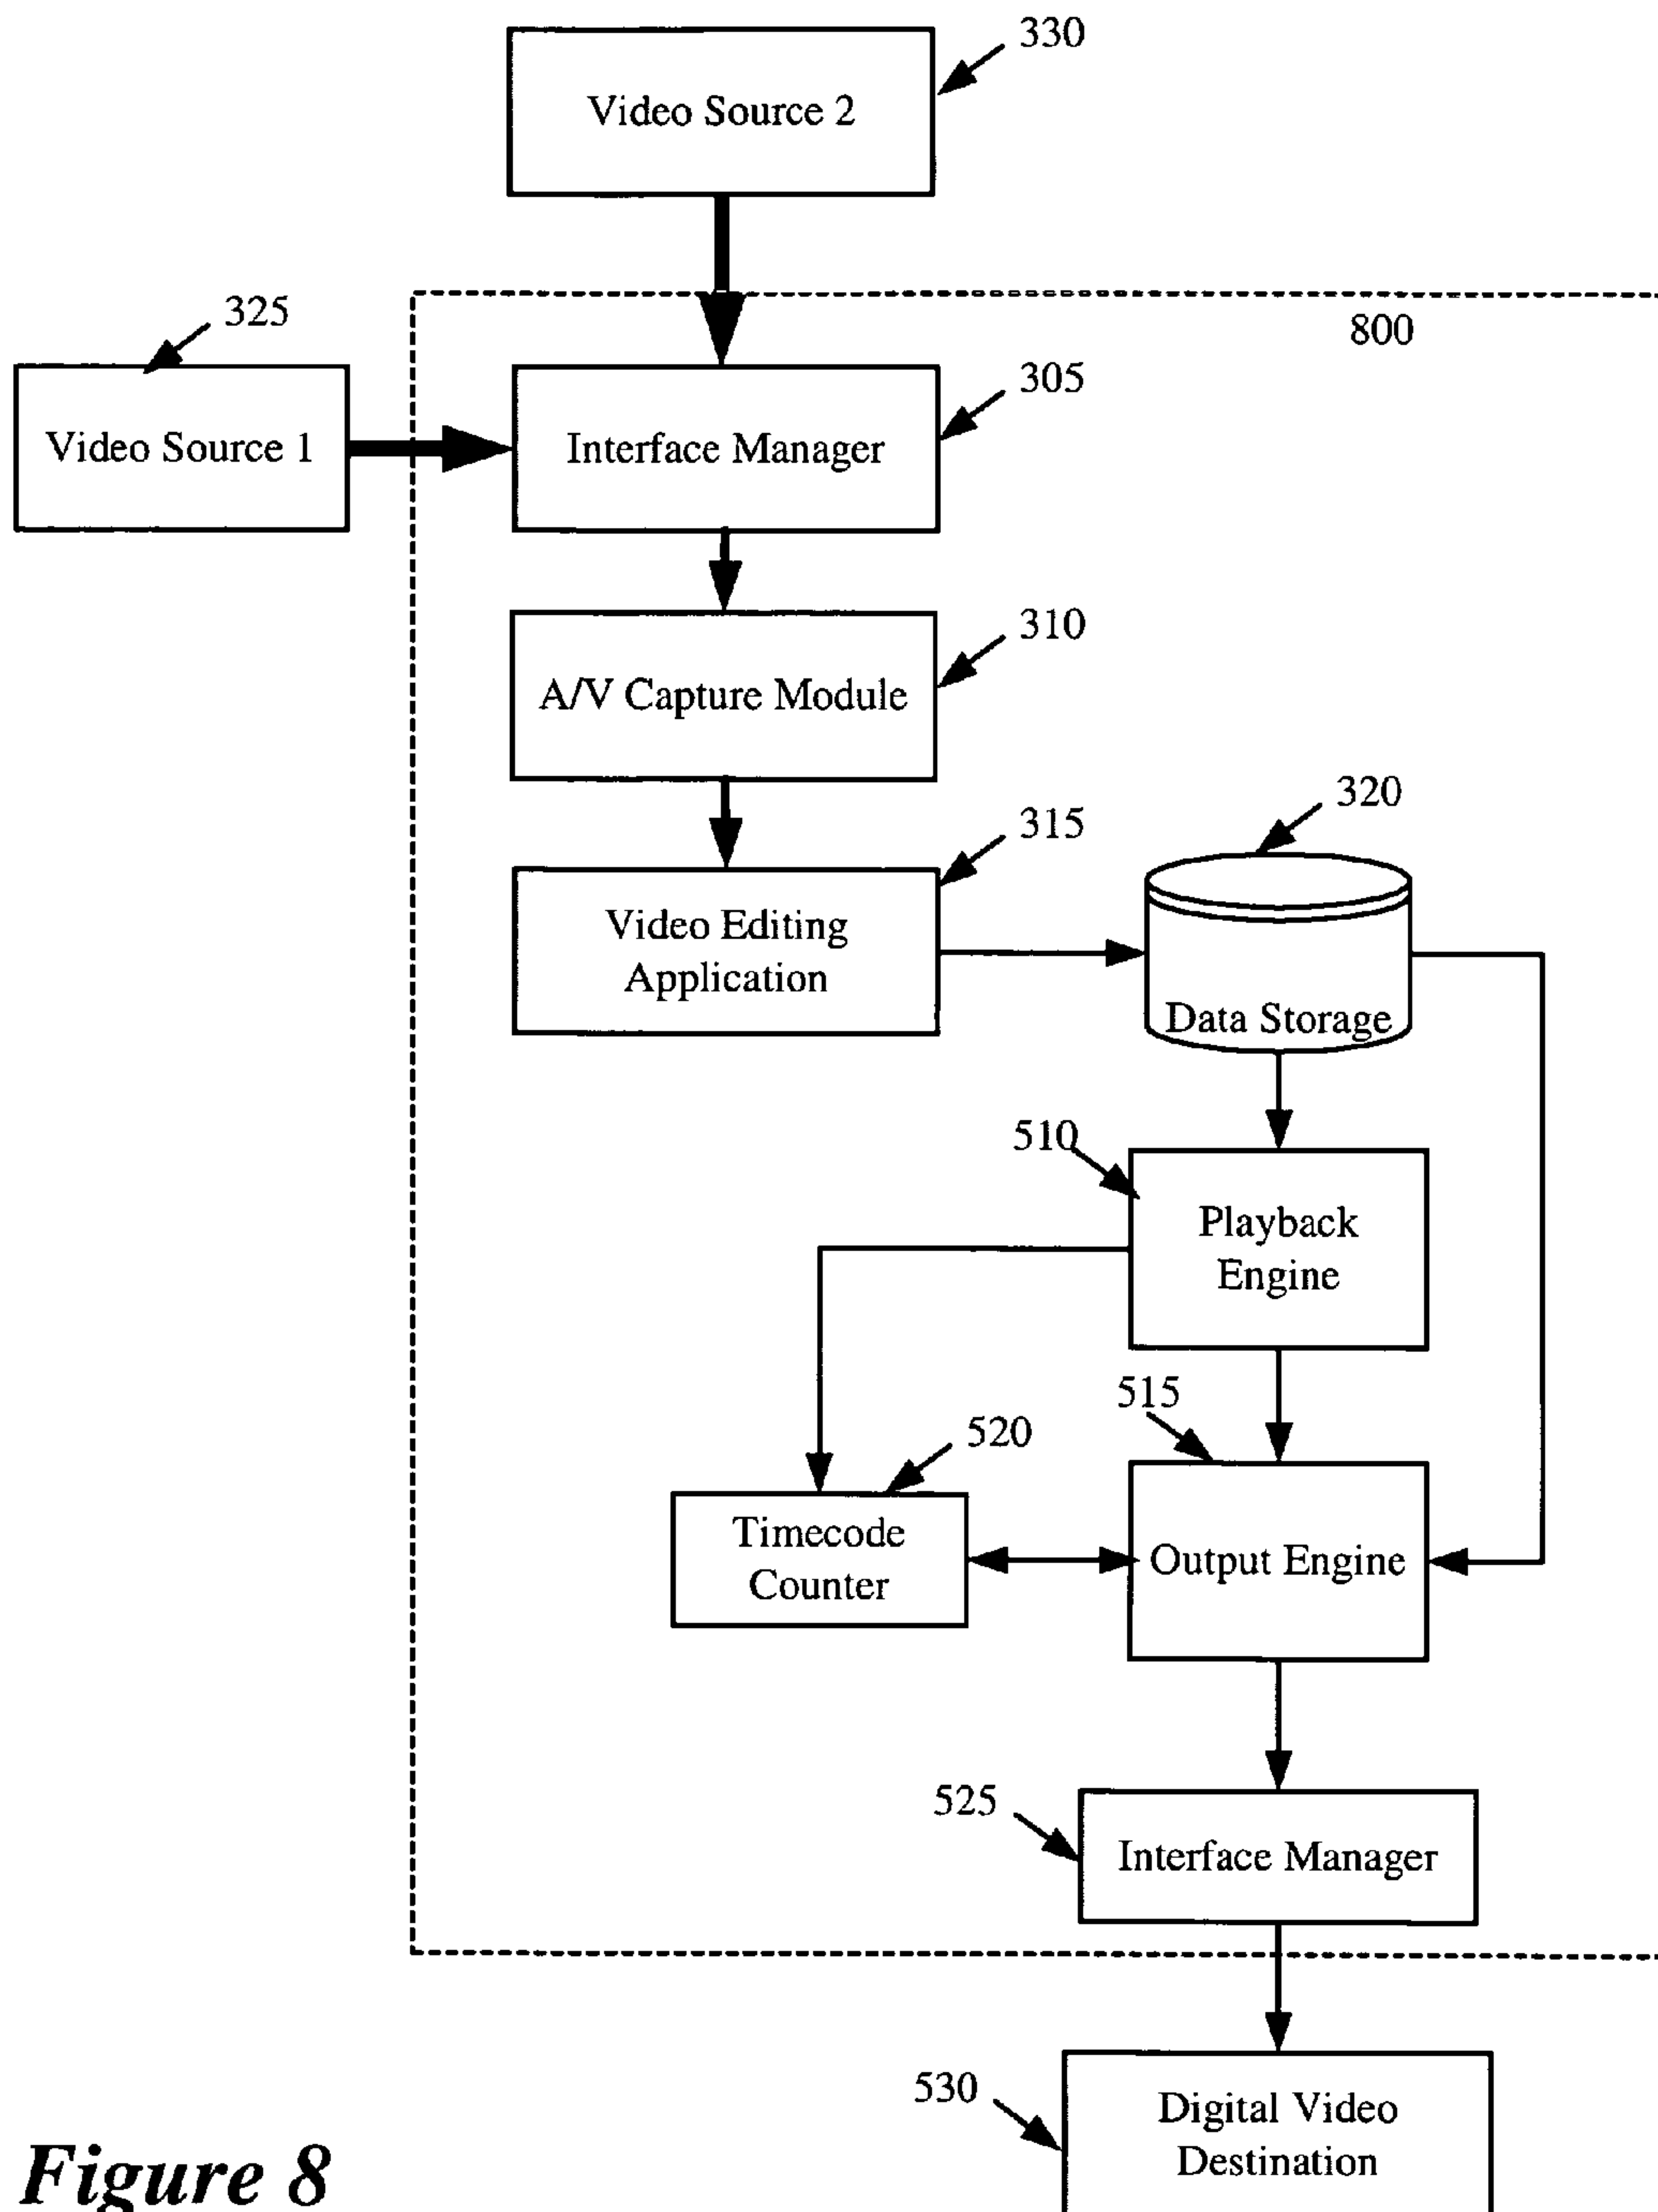 330
Video Source 2
325
800
Video Source 1
305
Interface Manager
310
A/V Capture Module
315
Video Editing
Application
320
Data Storage
510
Playback
Engine
515
520
Timecode
Counter
Output Engine
525
Interface Manager
530
Digital Video
Destination
Figure 8